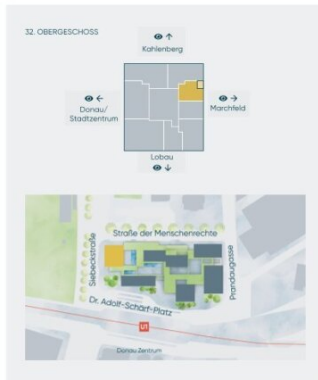 32. OBERGESCHOSS
Kahlenberg
Donau/
Stadtzentrum
Marchfeld
Lobau
Straße der Menschenrechte
Siebeckstraße
Prandaugasse
Dr. Adolf-Schärf-Platz
U1
Donau Zentrum